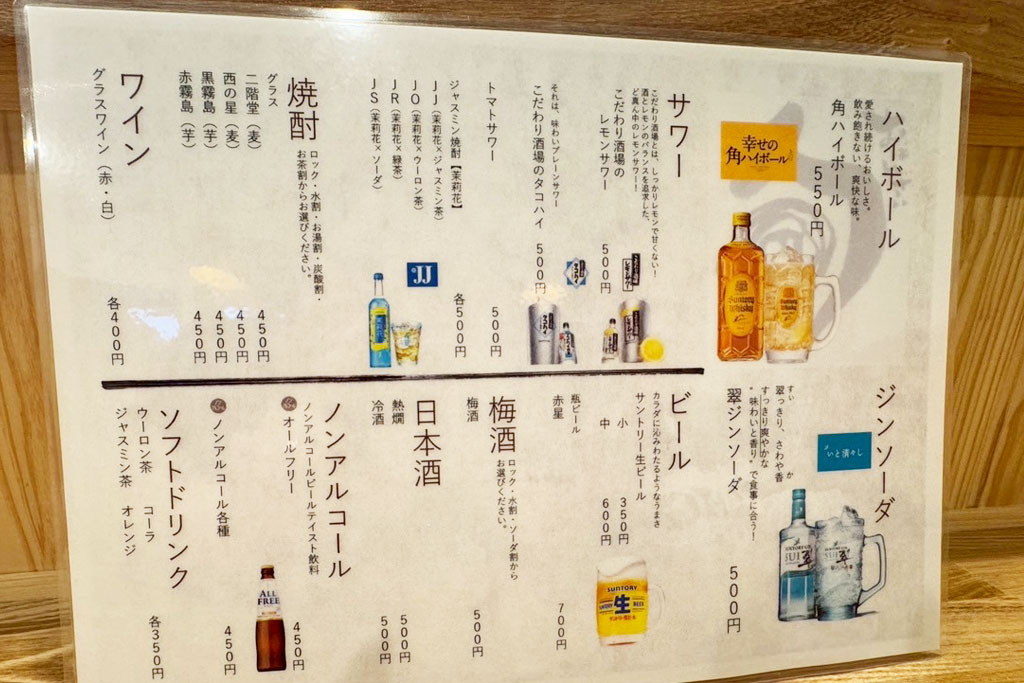 ハイボール
愛され続けるおいしさ。
飲み飽きない、爽快な味。
角ハイボール
550円
幸せの
角ハイボール
Suntory
Whisky
サワー
こだわり酒場とは、しっかりレモンで甘くない!
酒とレモンのバランスを追求した、
ど真ん中のレモンサワー!
こだわり酒場の
レモンサワー
500円
それは、味わいプレーンサワー
こだわり酒場のタコハイ
500円
トマトサワー
500円
ジャスミン焼酎【茉莉花】
JJ(茉莉花×ジャスミン茶)
JO(茉莉花×ウーロン茶)
JR(茉莉花×緑茶)
JS(茉莉花×ソーダ)
各500円
JJ
焼酎
ロック・水割・お湯割・炭酸割・
お茶割からお選びください。
グラス
二階堂(麦)
450円
西の星(麦)
450円
黒霧島(芋)
450円
赤霧島(芋)
450円
ワイン
グラスワイン(赤・白)
各400円
ジンソーダ
翠っきり、さわや香
すぃ
か
すっきり爽やかな
"味わいと香り"で食事に合う!
翠ジンソーダ
500円
いと清々し
SUI
翠
ビール
カラダに沁みわたるようなうまさ
サントリー生ビール
小
350円
中
600円
瓶ビール
赤星
700円
SUNTORY
生
BEER
梅酒
ロック・水割・ソーダ割から
お選びください。
梅酒
500円
日本酒
熱燗
500円
冷酒
500円
ノンアルコール
ノンアルコールビールテイスト飲料
オールフリー
450円
ALL
FREE
ノンアルコール各種
450円
ソフトドリンク
ウーロン茶 コーラ
ジャスミン茶 オレンジ
各350円